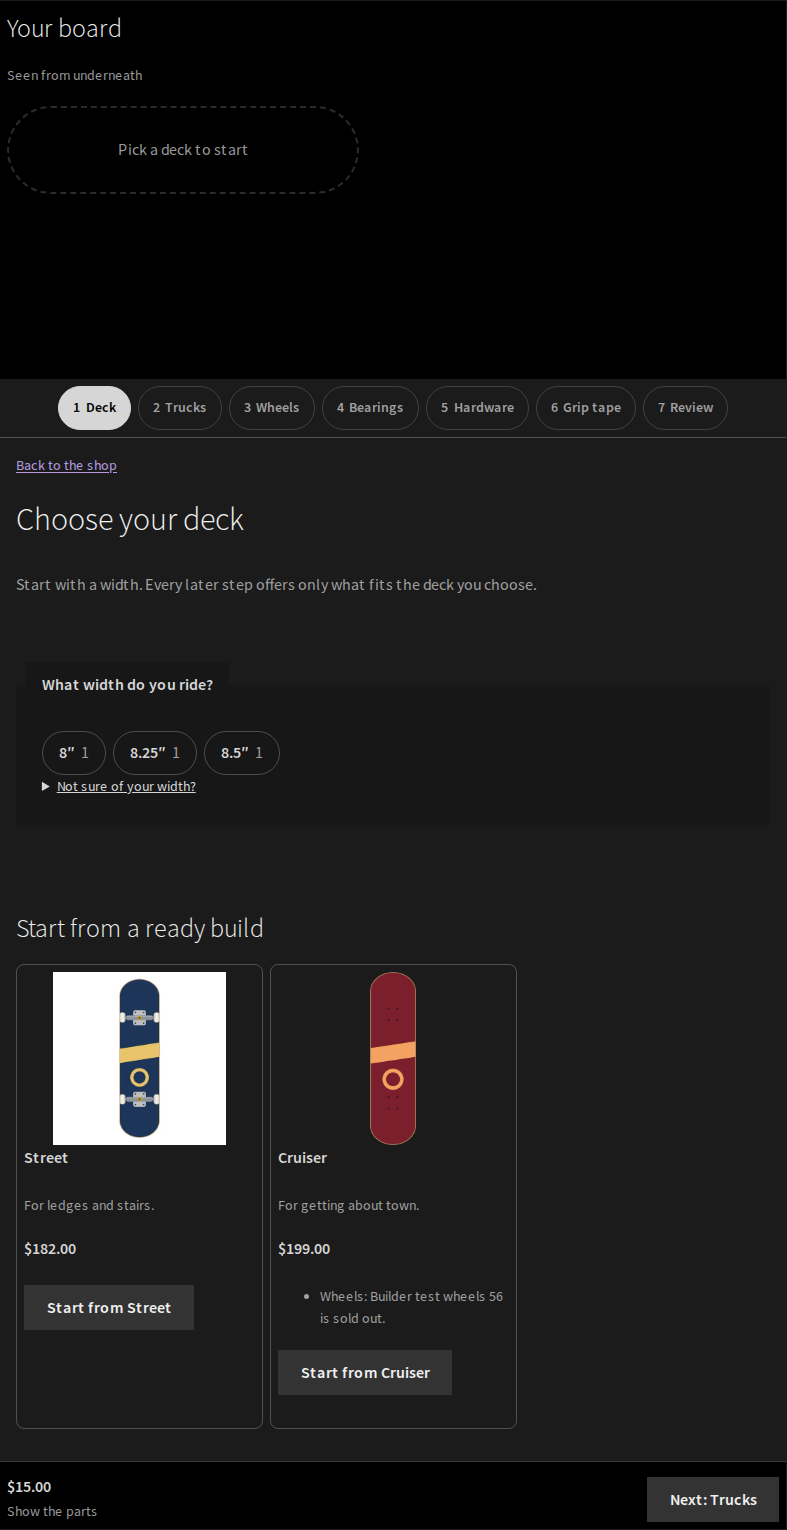 Your board
Seen from underneath
Pick a deck to start
1 Deck
2 Trucks
3 Wheels
4 Bearings
5 Hardware
6 Grip tape
7 Review
Back to the shop
Choose your deck
Start with a width. Every later step offers only what fits the deck you choose.
What width do you ride?
8″ 1
8.25″ 1
8.5″ 1
Not sure of your width?
Start from a ready build
Street
For ledges and stairs.
$182.00
Start from Street
Cruiser
For getting about town.
$199.00
Wheels: Builder test wheels 56
is sold out.
Start from Cruiser
$15.00
Show the parts
Next: Trucks